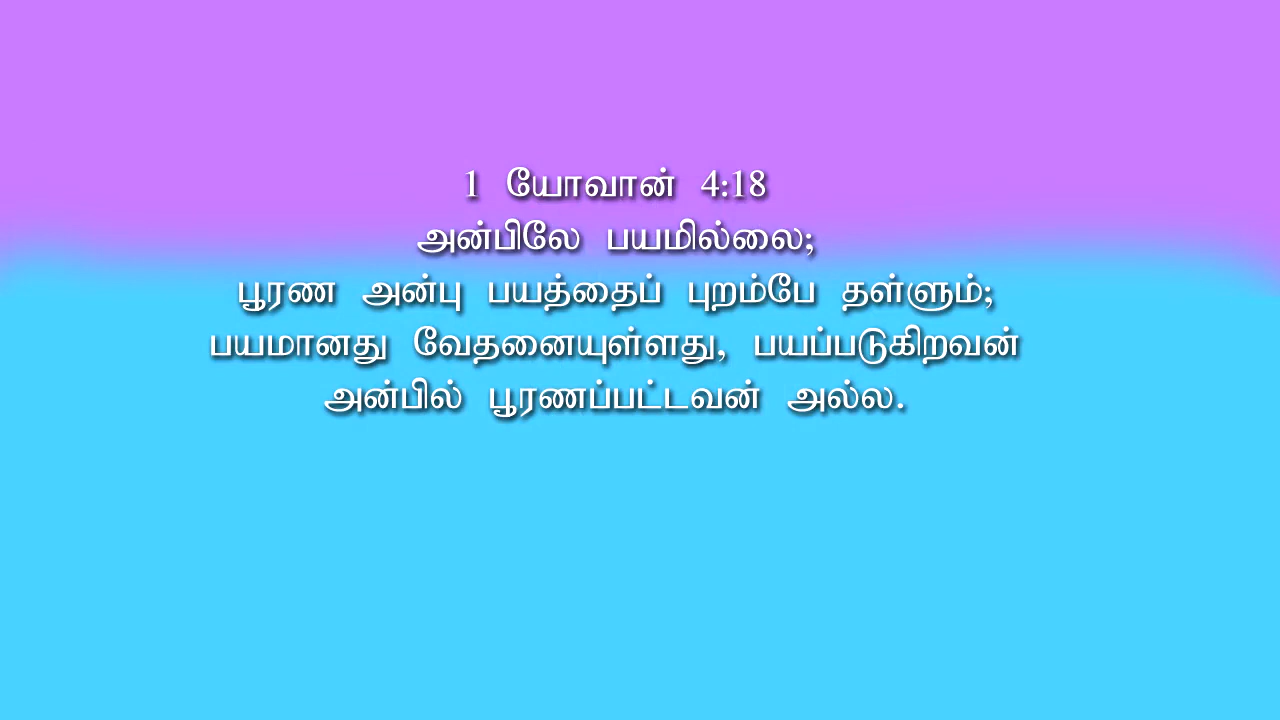 1 யோவான் 4:18
அன்பிலே பயமில்லை;
பூரண அன்பு பயத்தைப் புறம்பே தள்ளும்;
பயமானது வேதனையுள்ளது, பயப்படுகிறவன்
அன்பில் பூரணப்பட்டவன் அல்ல.